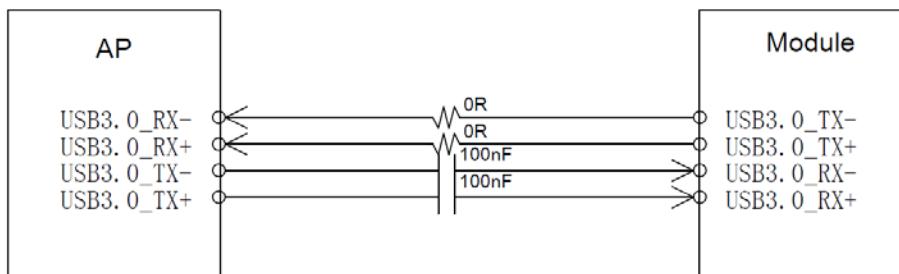 AP
Module
0R
USB3.0_RX- USB3.0_TX-
0R
USB3.0_RX+ USB3.0_TX+
100nF
USB3.0_TX- USB3.0_RX-
100nF
USB3.0_TX+ USB3.0_RX+